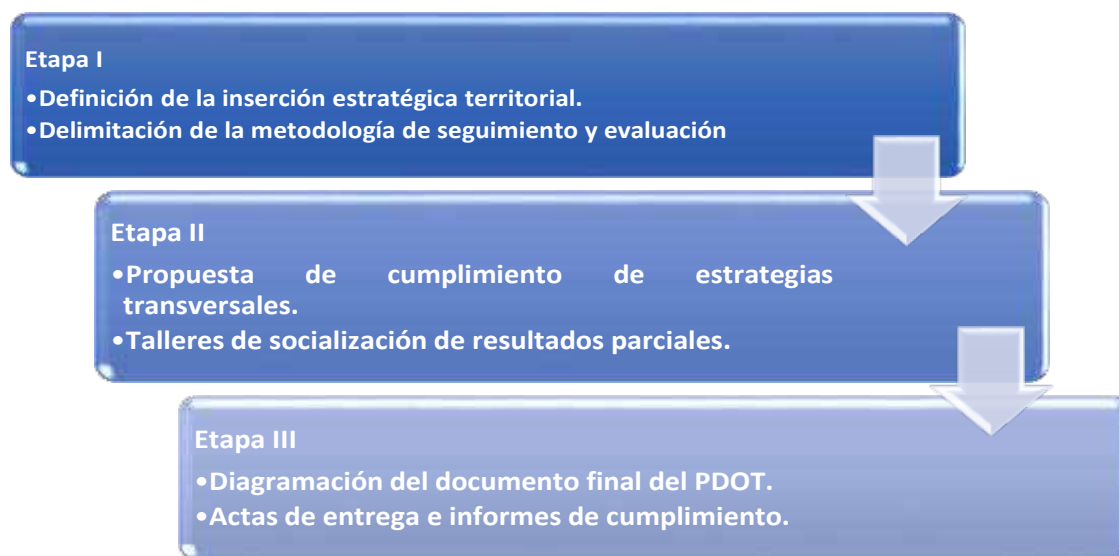 Etapa I
•Definición de la inserción estratégica territorial.
•Delimitación de la metodología de seguimiento y evaluación
Etapa II
•Propuesta de cumplimiento de estrategias
transversales.
•Talleres de socialización de resultados parciales.
Etapa III
•Diagramación del documento final del PDOT.
•Actas de entrega e informes de cumplimiento.